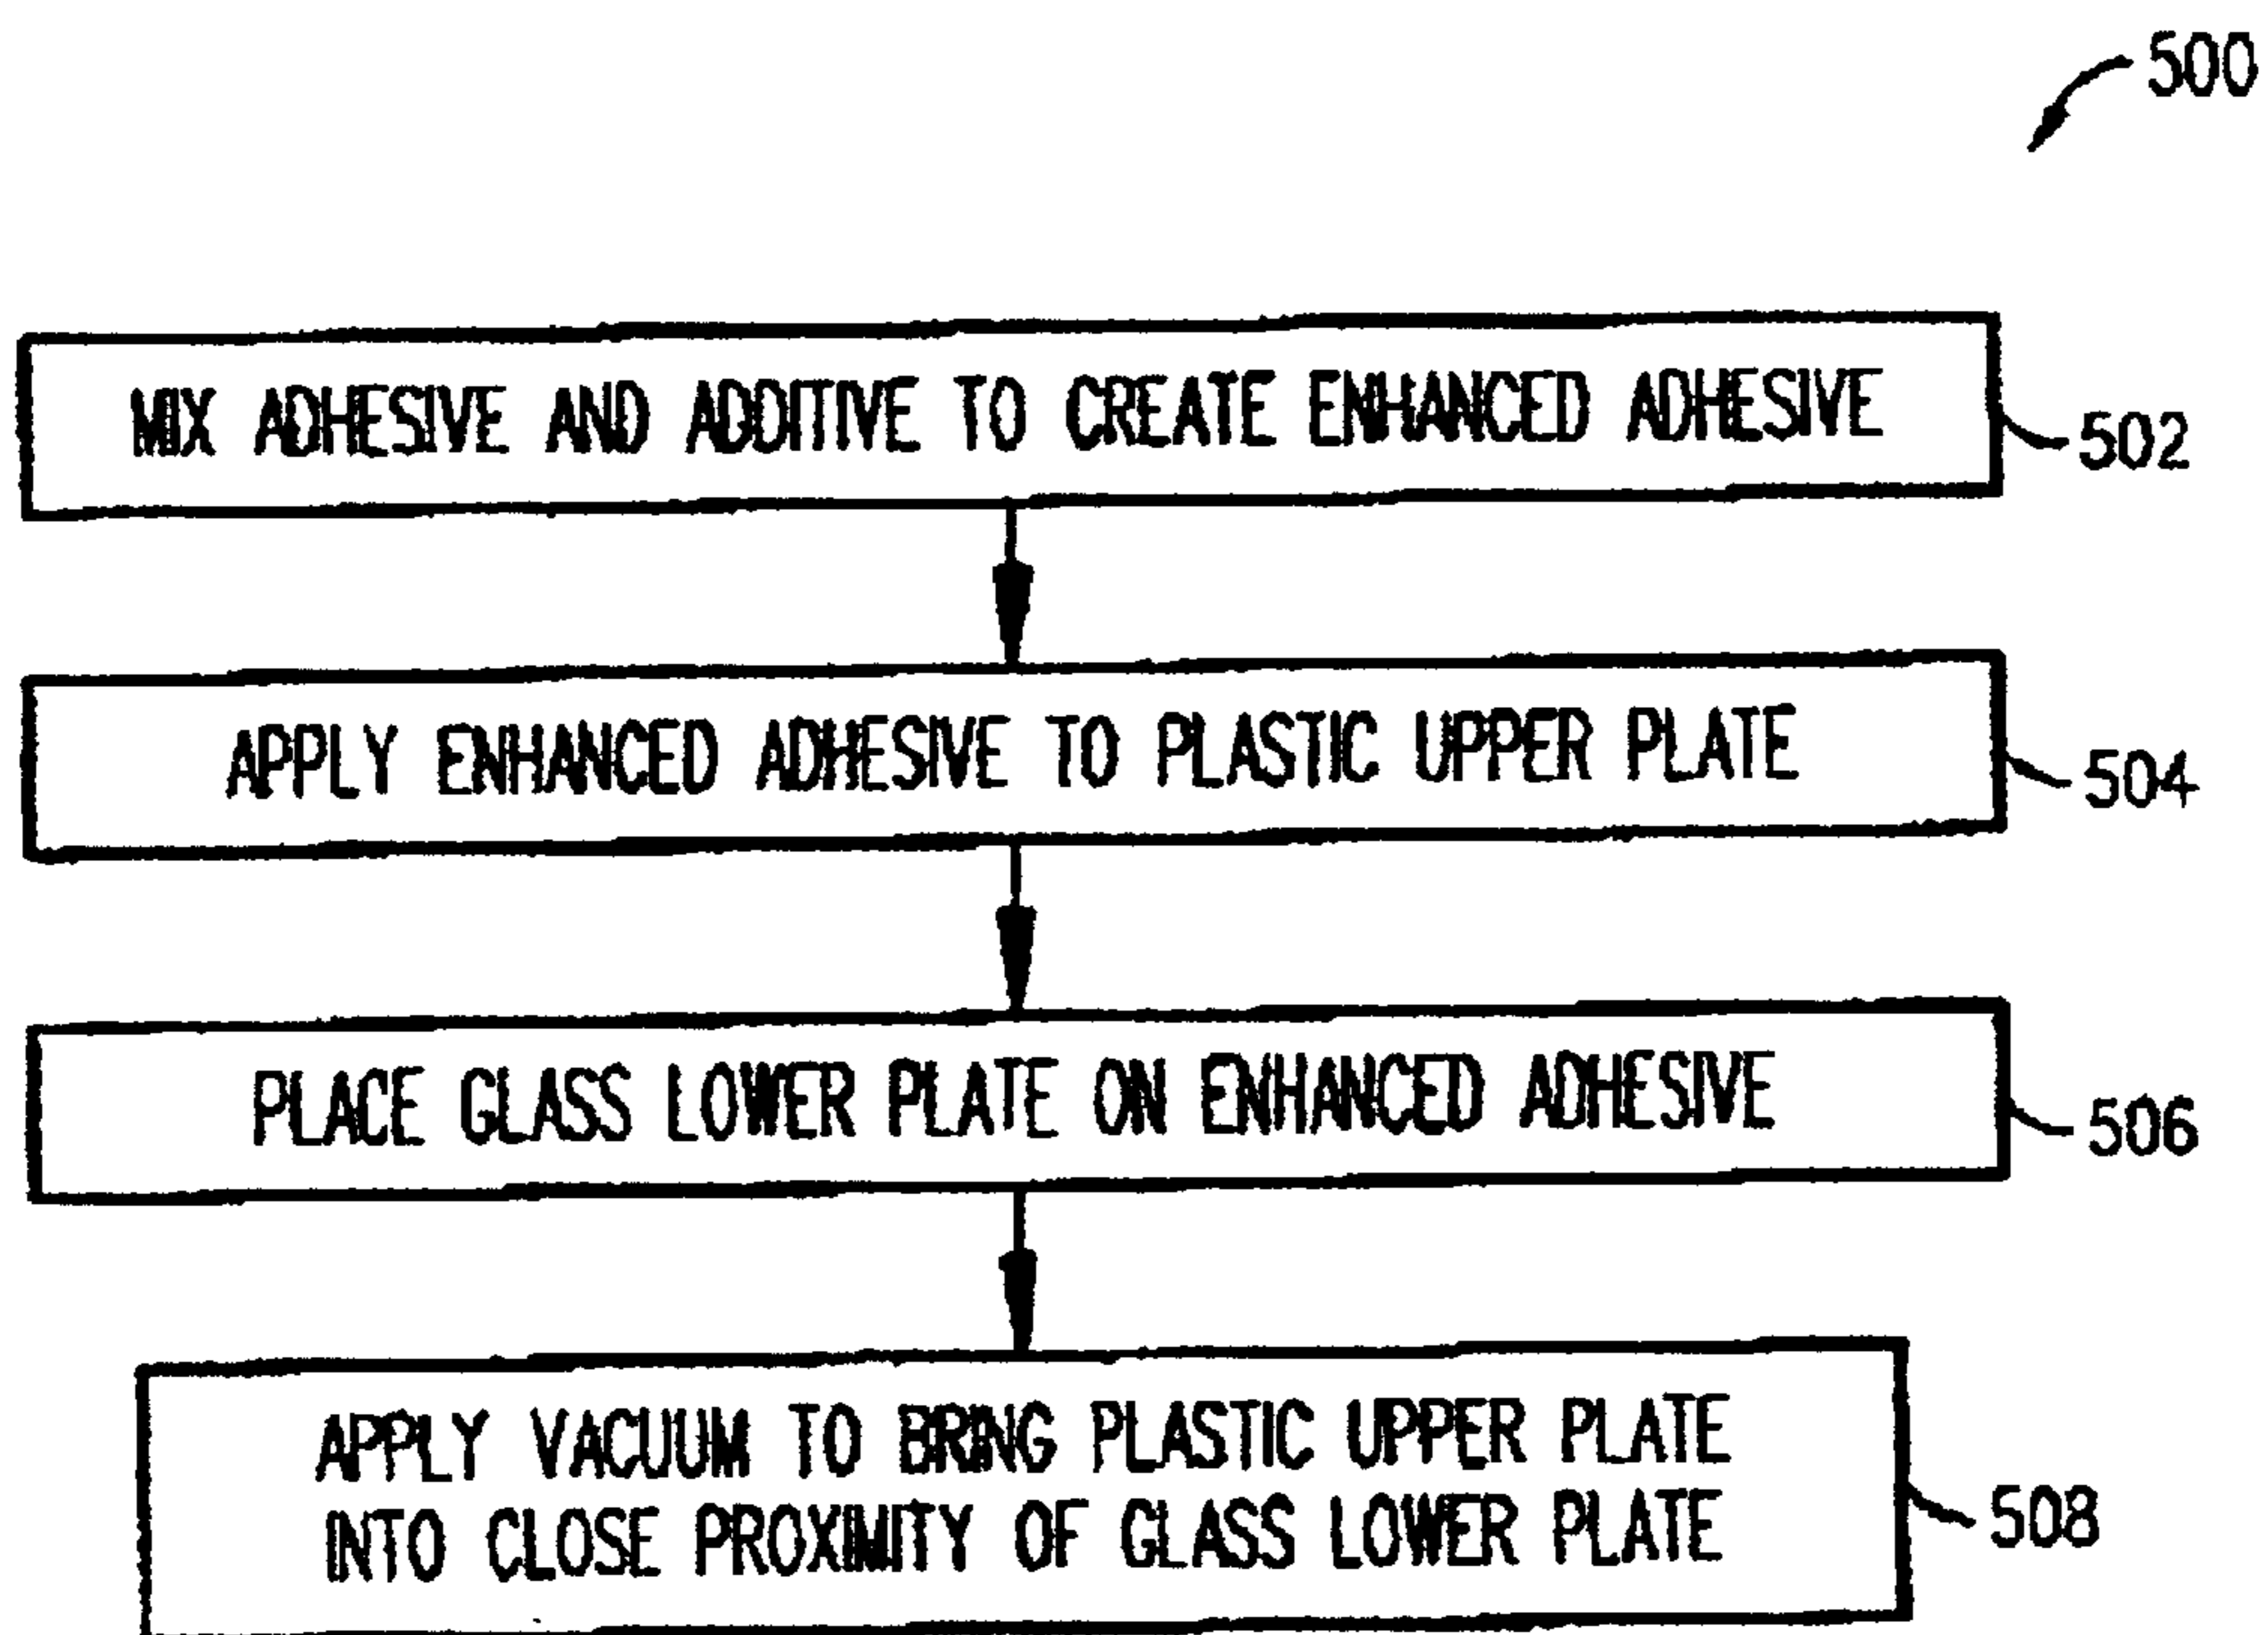 500
MIX ADHESIVE AND ADDITIVE TO CREATE ENHANCED ADHESIVE
502
APPLY ENHANCED ADHESIVE TO PLASTIC UPPER PLATE
504
PLACE GLASS LOWER PLATE ON ENHANCED ADHESIVE
506
APPLY VACUUM TO BRING PLASTIC UPPER PLATE
INTO CLOSE PROXIMITY OF GLASS LOWER PLATE
508